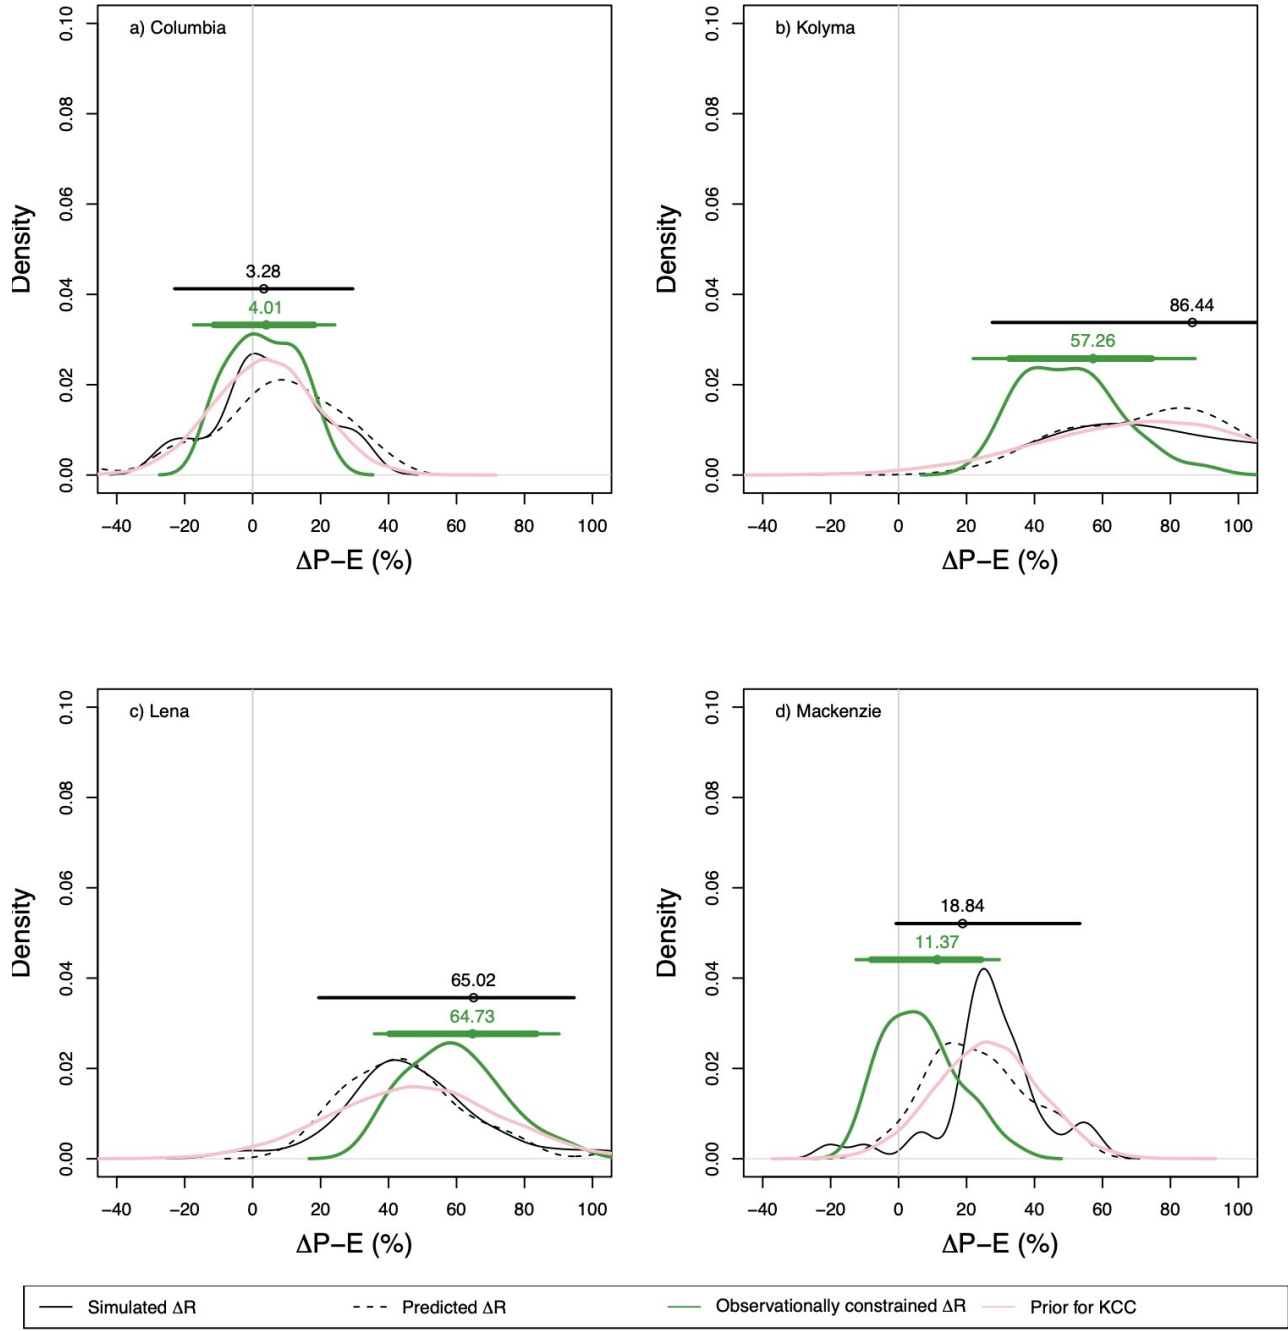 a) Columbia
Density
0.10
0.08
0.06
0.04
0.02
0.00
3.28
4.01
−40 −20 0 20 40 60 80 100
ΔP−E (%)
b) Kolyma
Density
0.10
0.08
0.06
0.04
0.02
0.00
86.44
57.26
−40 −20 0 20 40 60 80 100
ΔP−E (%)
c) Lena
Density
0.10
0.08
0.06
0.04
0.02
0.00
65.02
64.73
−40 −20 0 20 40 60 80 100
ΔP−E (%)
d) Mackenzie
Density
0.10
0.08
0.06
0.04
0.02
0.00
18.84
11.37
−40 −20 0 20 40 60 80 100
ΔP−E (%)
Simulated ΔR Predicted ΔR Observationally constrained ΔR Prior for KCC